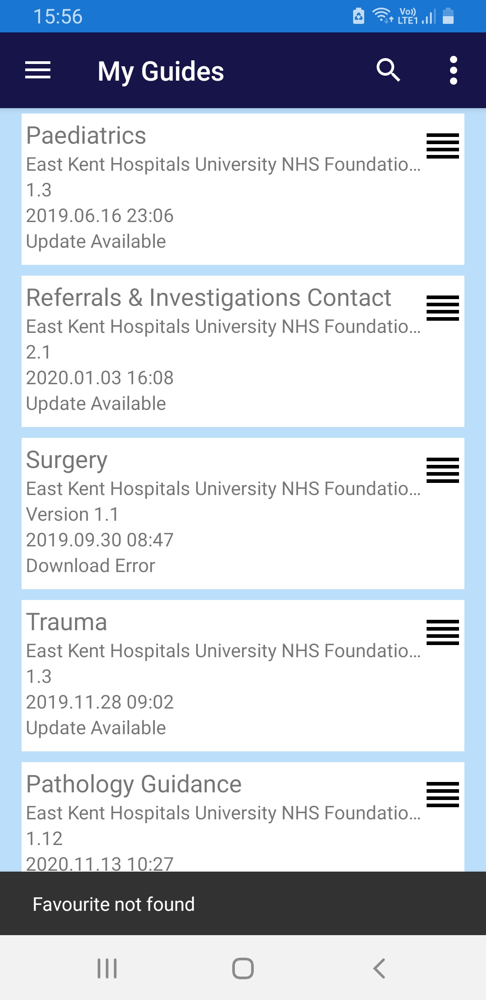 15:56
Vo))
LTE1
My Guides
Paediatrics
East Kent Hospitals University NHS Foundatio...
1.3
2019.06.16 23:06
Update Available
Referrals & Investigations Contact
East Kent Hospitals University NHS Foundatio...
2.1
2020.01.03 16:08
Update Available
Surgery
East Kent Hospitals University NHS Foundatio...
Version 1.1
2019.09.30 08:47
Download Error
Trauma
East Kent Hospitals University NHS Foundatio...
1.3
2019.11.28 09:02
Update Available
Pathology Guidance
East Kent Hospitals University NHS Foundatio...
1.12
2020.11.13 10:27
Favourite not found